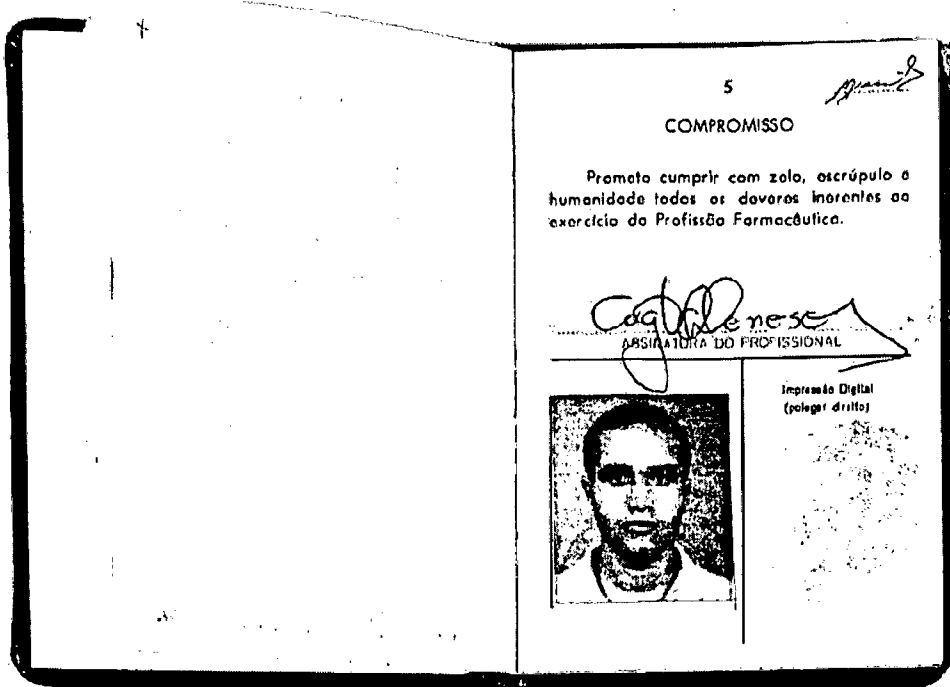 5
COMPROMISSO
Prometo cumprir com zelo, escrúpulo e
humanidade todos os deveres inerentes ao
exercício da Profissão Farmacêutica.
ASSINATURA DO PROFISSIONAL
Impressão Digital
(polegar direito)